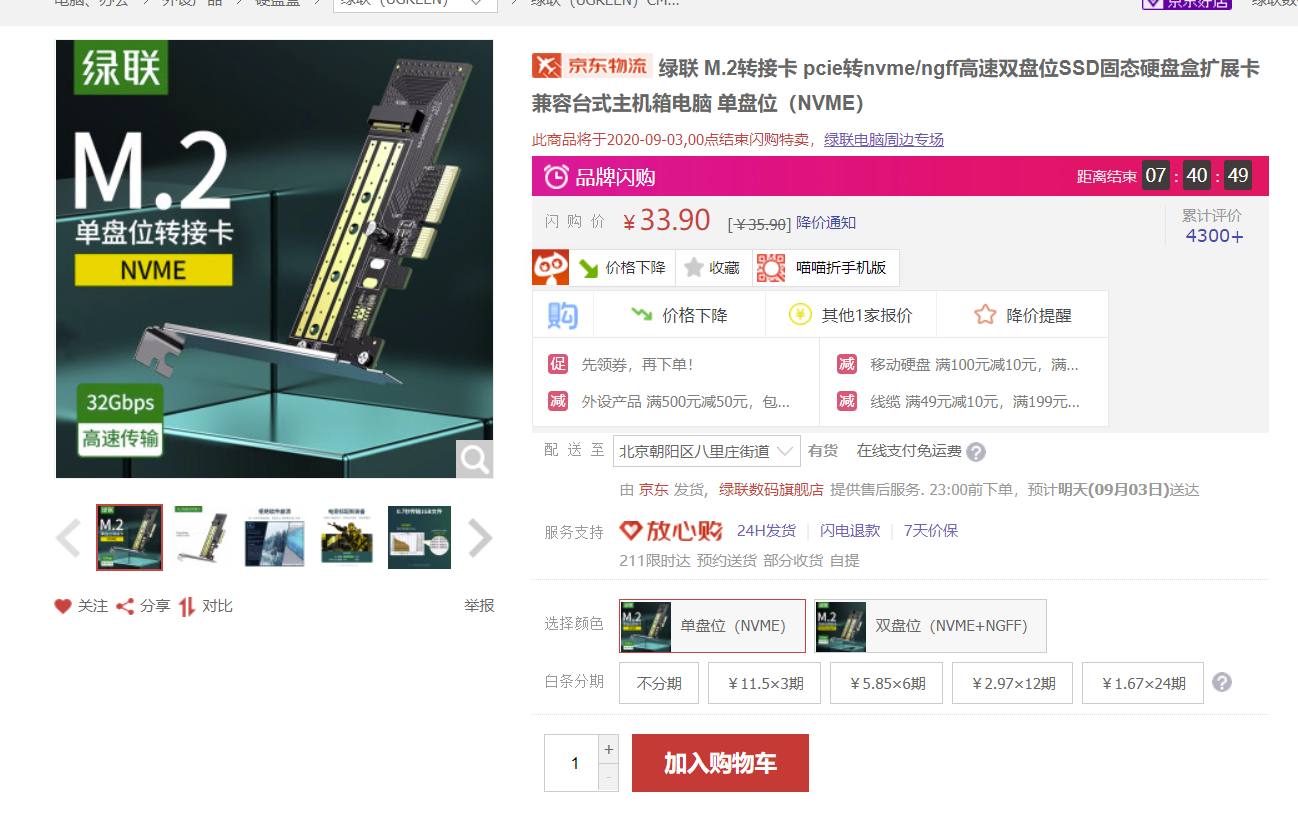 电脑、办公 > 外设产品 > 硬盘盒 > 绿联（UGREEN） > 绿联（UGREEN）CM...
京东好店
绿联
M.2
单盘位转接卡
NVME
32Gbps
高速传输
关注 分享 对比 举报
京东物流 绿联 M.2转接卡 pcie转nvme/ngff高速双盘位SSD固态硬盘盒扩展卡
兼容台式主机箱电脑 单盘位（NVME）
此商品将于2020-09-03,00点结束闪购特卖，绿联电脑周边专场
品牌闪购 距离结束 07 : 40 : 49
闪 购 价 ￥33.90 [￥35.90] 降价通知 累计评价
4300+
价格下降 收藏 喵喵折手机版
购 价格下降 其他1家报价 降价提醒
促 先领券，再下单! 减 移动硬盘 满100元减10元，满...
减 外设产品 满500元减50元，包... 减 线缆 满49元减10元，满199元...
配 送 至 北京朝阳区八里庄街道 有货 在线支付免运费 ?
由 京东 发货，绿联数码旗舰店 提供售后服务. 23:00前下单，预计明天(09月03日)送达
服务支持 放心购 24H发货 闪电退款 7天价保
211限时达 预约送货 部分收货 自提
选择颜色 单盘位（NVME） 双盘位（NVME+NGFF）
白条分期 不分期 ￥11.5×3期 ￥5.85×6期 ￥2.97×12期 ￥1.67×24期 ?
1 + - 加入购物车